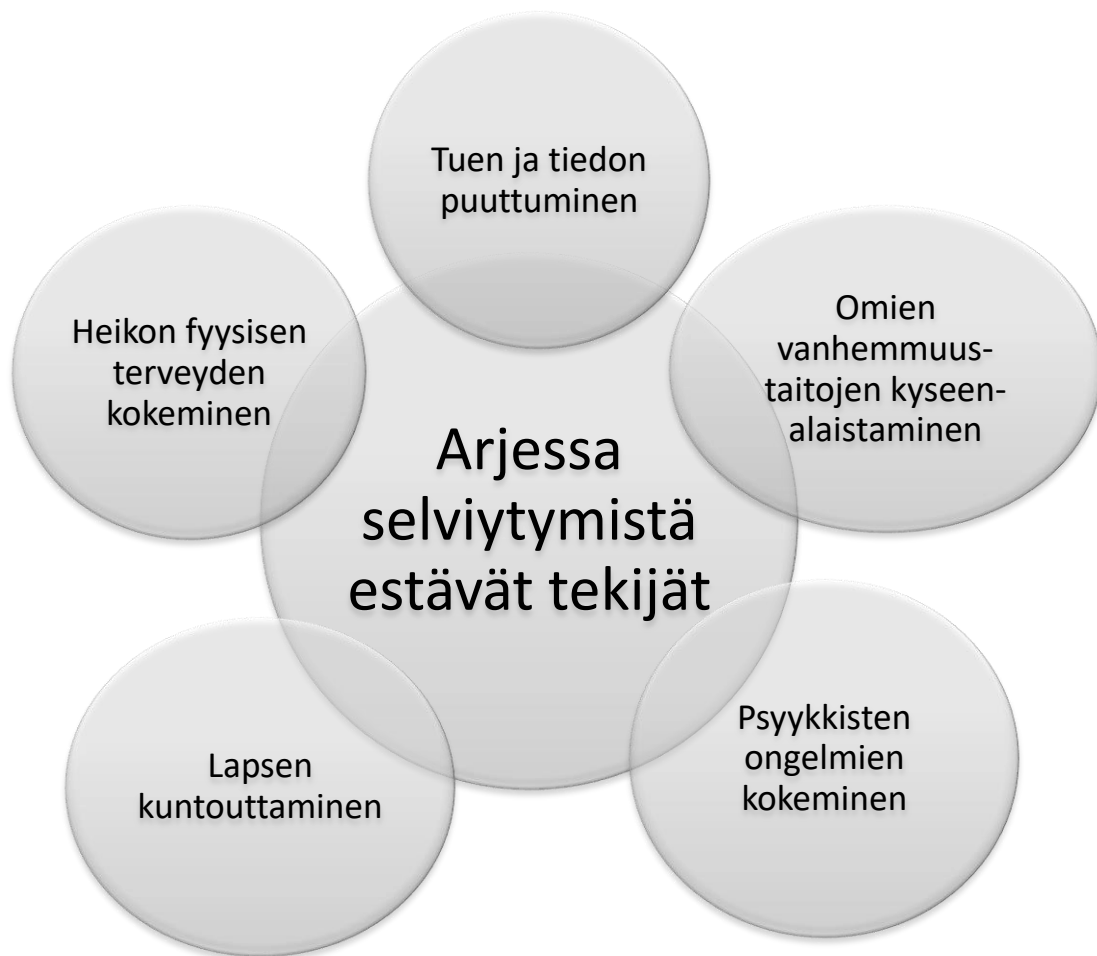 Tuen ja tiedon
puuttuminen
Omien
vanhemmuus-
taitojen kyseen-
alaistaminen
Psyykkisten
ongelmien
kokeminen
Lapsen
kuntouttaminen
Heikon fyysisen
terveyden
kokeminen
Arjessa
selviytymistä
estävät tekijät